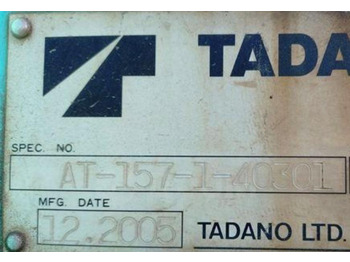 TADA
SPEC. NO.
AT-157-1-40301
MFG. DATE
12.2005
TADANO LTD.